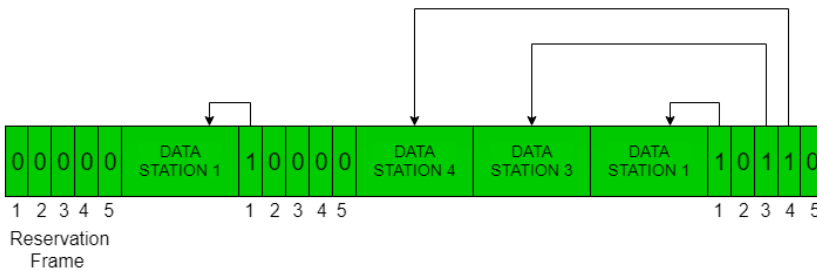 0 0 0 0 0 DATA STATION 1 1 0 0 0 0 DATA STATION 4 DATA STATION 3 DATA STATION 1 1 0 1 1 0
1 2 3 4 5 1 2 3 4 5 1 2 3 4 5
Reservation
Frame